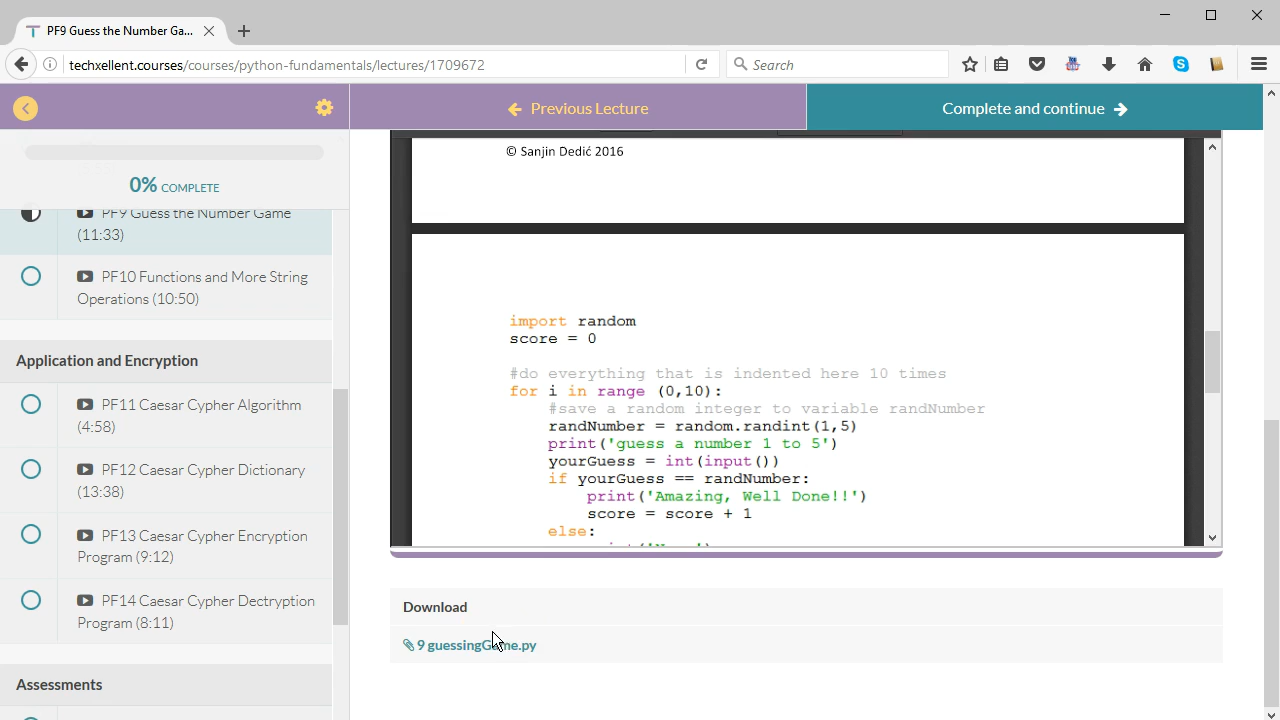 PF9 Guess the Number Ga...
techxellent.courses/courses/python-fundamentals/lectures/1709672
Search
Previous Lecture
Complete and continue
0% COMPLETE
PF9 Guess the Number Game
(11:33)
PF10 Functions and More String
Operations (10:50)
Application and Encryption
PF11 Caesar Cypher Algorithm
(4:58)
PF12 Caesar Cypher Dictionary
(13:38)
PF13 Caesar Cypher Encryption
Program (9:12)
PF14 Caesar Cypher Dectryption
Program (8:11)
Assessments
© Sanjin Dedić 2016
import random
score = 0
#do everything that is indented here 10 times
for i in range (0,10):
#save a random integer to variable randNumber
randNumber = random.randint(1,5)
print('guess a number 1 to 5')
yourGuess = int(input())
if yourGuess == randNumber:
print('Amazing, Well Done!!')
score = score + 1
else:
Download
9 guessingGame.py